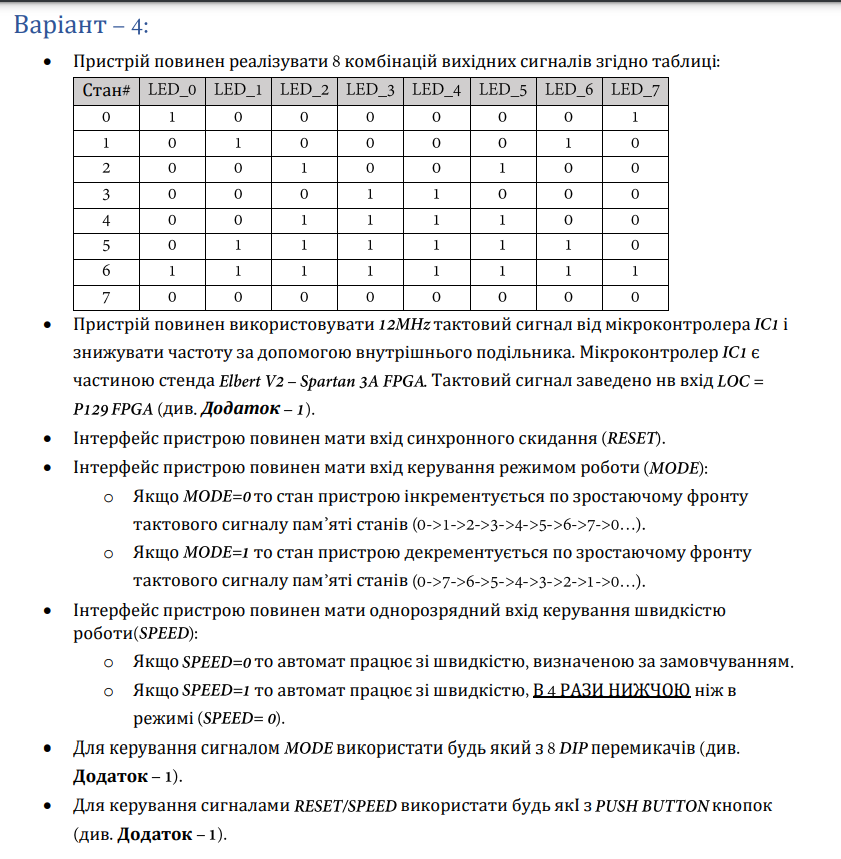 Варіант – 4:
• Пристрій повинен реалізувати 8 комбінацій вихідних сигналів згідно таблиці:
Стан# LED_0 LED_1 LED_2 LED_3 LED_4 LED_5 LED_6 LED_7
0 1 0 0 0 0 0 0 1
1 0 1 0 0 0 0 1 0
2 0 0 1 0 0 1 0 0
3 0 0 0 1 1 0 0 0
4 0 0 1 1 1 1 0 0
5 0 1 1 1 1 1 1 0
6 1 1 1 1 1 1 1 1
7 0 0 0 0 0 0 0 0
• Пристрій повинен використовувати 12MHz тактовий сигнал від мікроконтролера IC1 і
знижувати частоту за допомогою внутрішнього подільника. Мікроконтролер IC1 є
частиною стенда Elbert V2 – Spartan 3A FPGA. Тактовий сигнал заведено нв вхід LOC =
P129 FPGA (див. Додаток – 1).
• Інтерфейс пристрою повинен мати вхід синхронного скидання (RESET).
• Інтерфейс пристрою повинен мати вхід керування режимом роботи (MODE):
o Якщо MODE=0 то стан пристрою інкрементується по зростаючому фронту
тактового сигналу пам’яті станів (0->1->2->3->4->5->6->7->0…).
o Якщо MODE=1 то стан пристрою декрементується по зростаючому фронту
тактового сигналу пам’яті станів (0->7->6->5->4->3->2->1->0…).
• Інтерфейс пристрою повинен мати однорозрядний вхід керування швидкістю
роботи(SPEED):
o Якщо SPEED=0 то автомат працює зі швидкістю, визначеною за замовчуванням.
o Якщо SPEED=1 то автомат працює зі швидкістю, В 4 РАЗИ НИЖЧОЮ ніж в
режимі (SPEED= 0).
• Для керування сигналом MODE використати будь який з 8 DIP перемикачів (див.
Додаток – 1).
• Для керування сигналами RESET/SPEED використати будь якІ з PUSH BUTTON кнопок
(див. Додаток – 1).